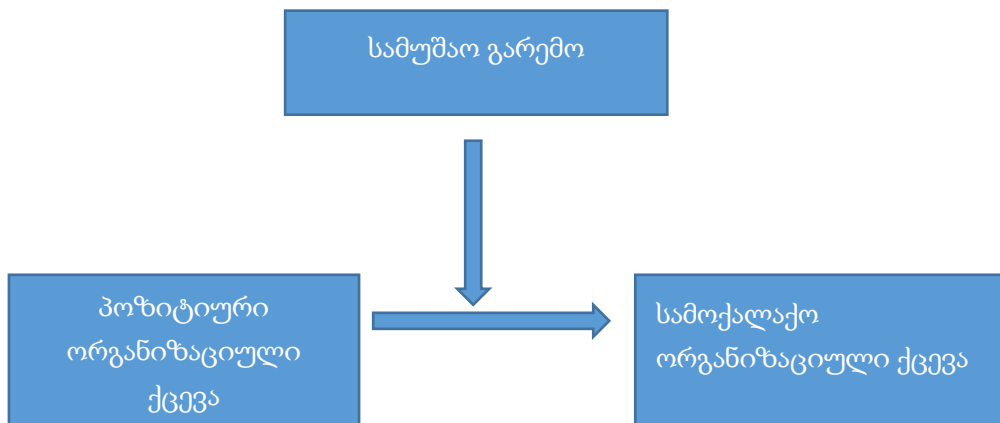 სამუშაო გარემო
პოზიტიური
ორგანიზაციული
ქცევა
სამოქალაქო
ორგანიზაციული ქცევა